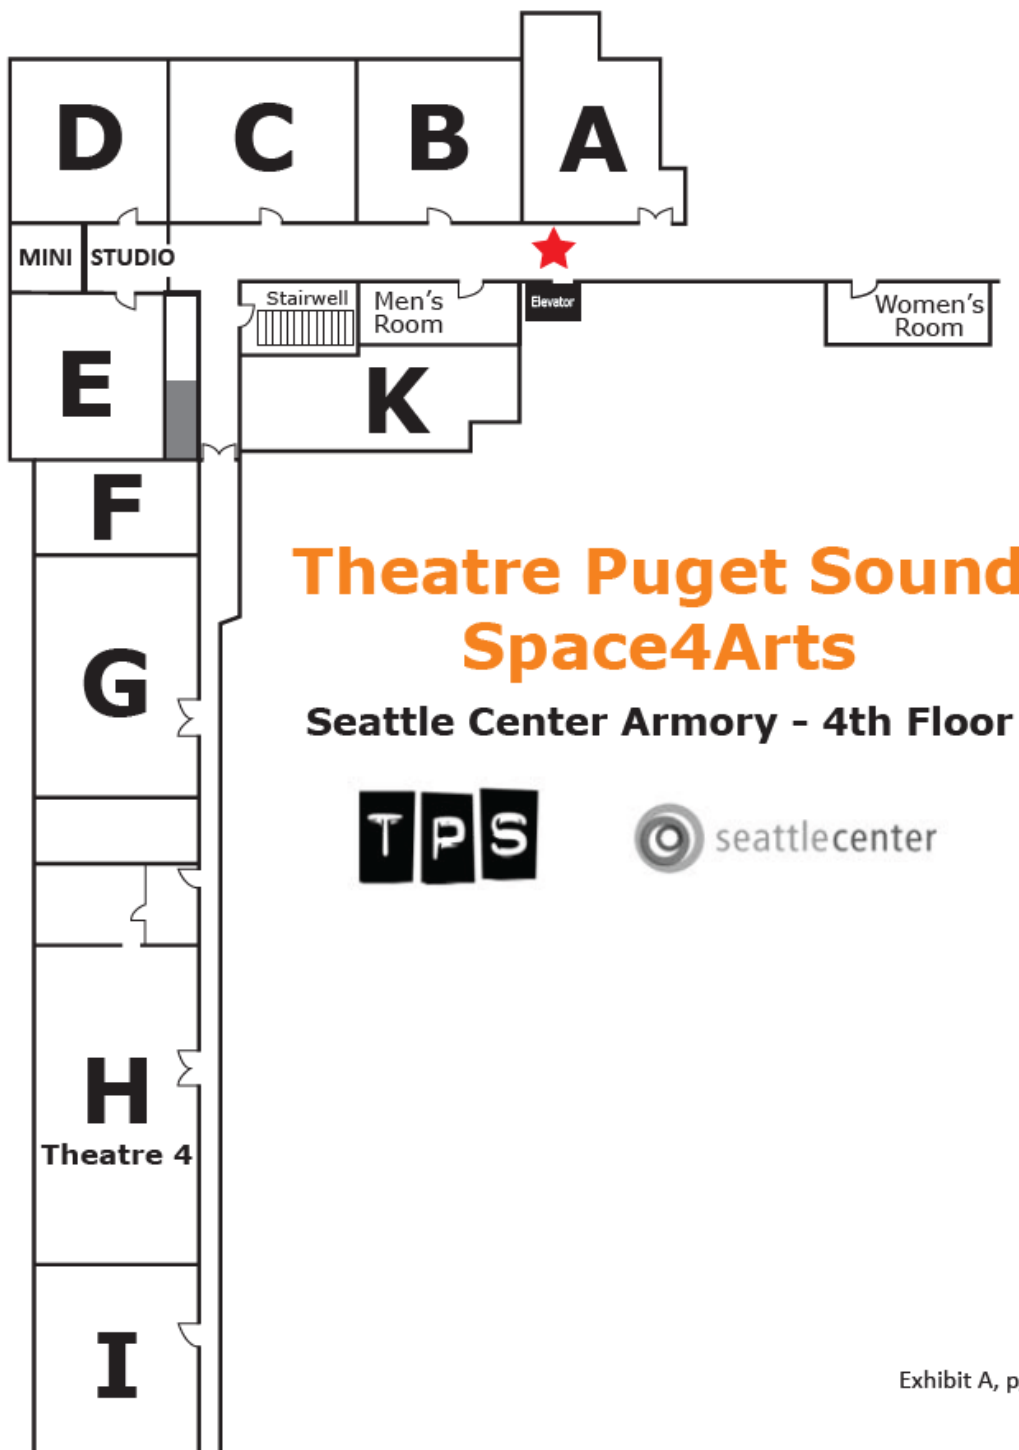 D
C
B
A
MINI
STUDIO
Stairwell
Men's
Room
Elevator
Women's
Room
E
K
F
Theatre Puget Sound
Space4Arts
G
Seattle Center Armory - 4th Floor
TPS
seattlecenter
H
Theatre 4
I
Exhibit A, p